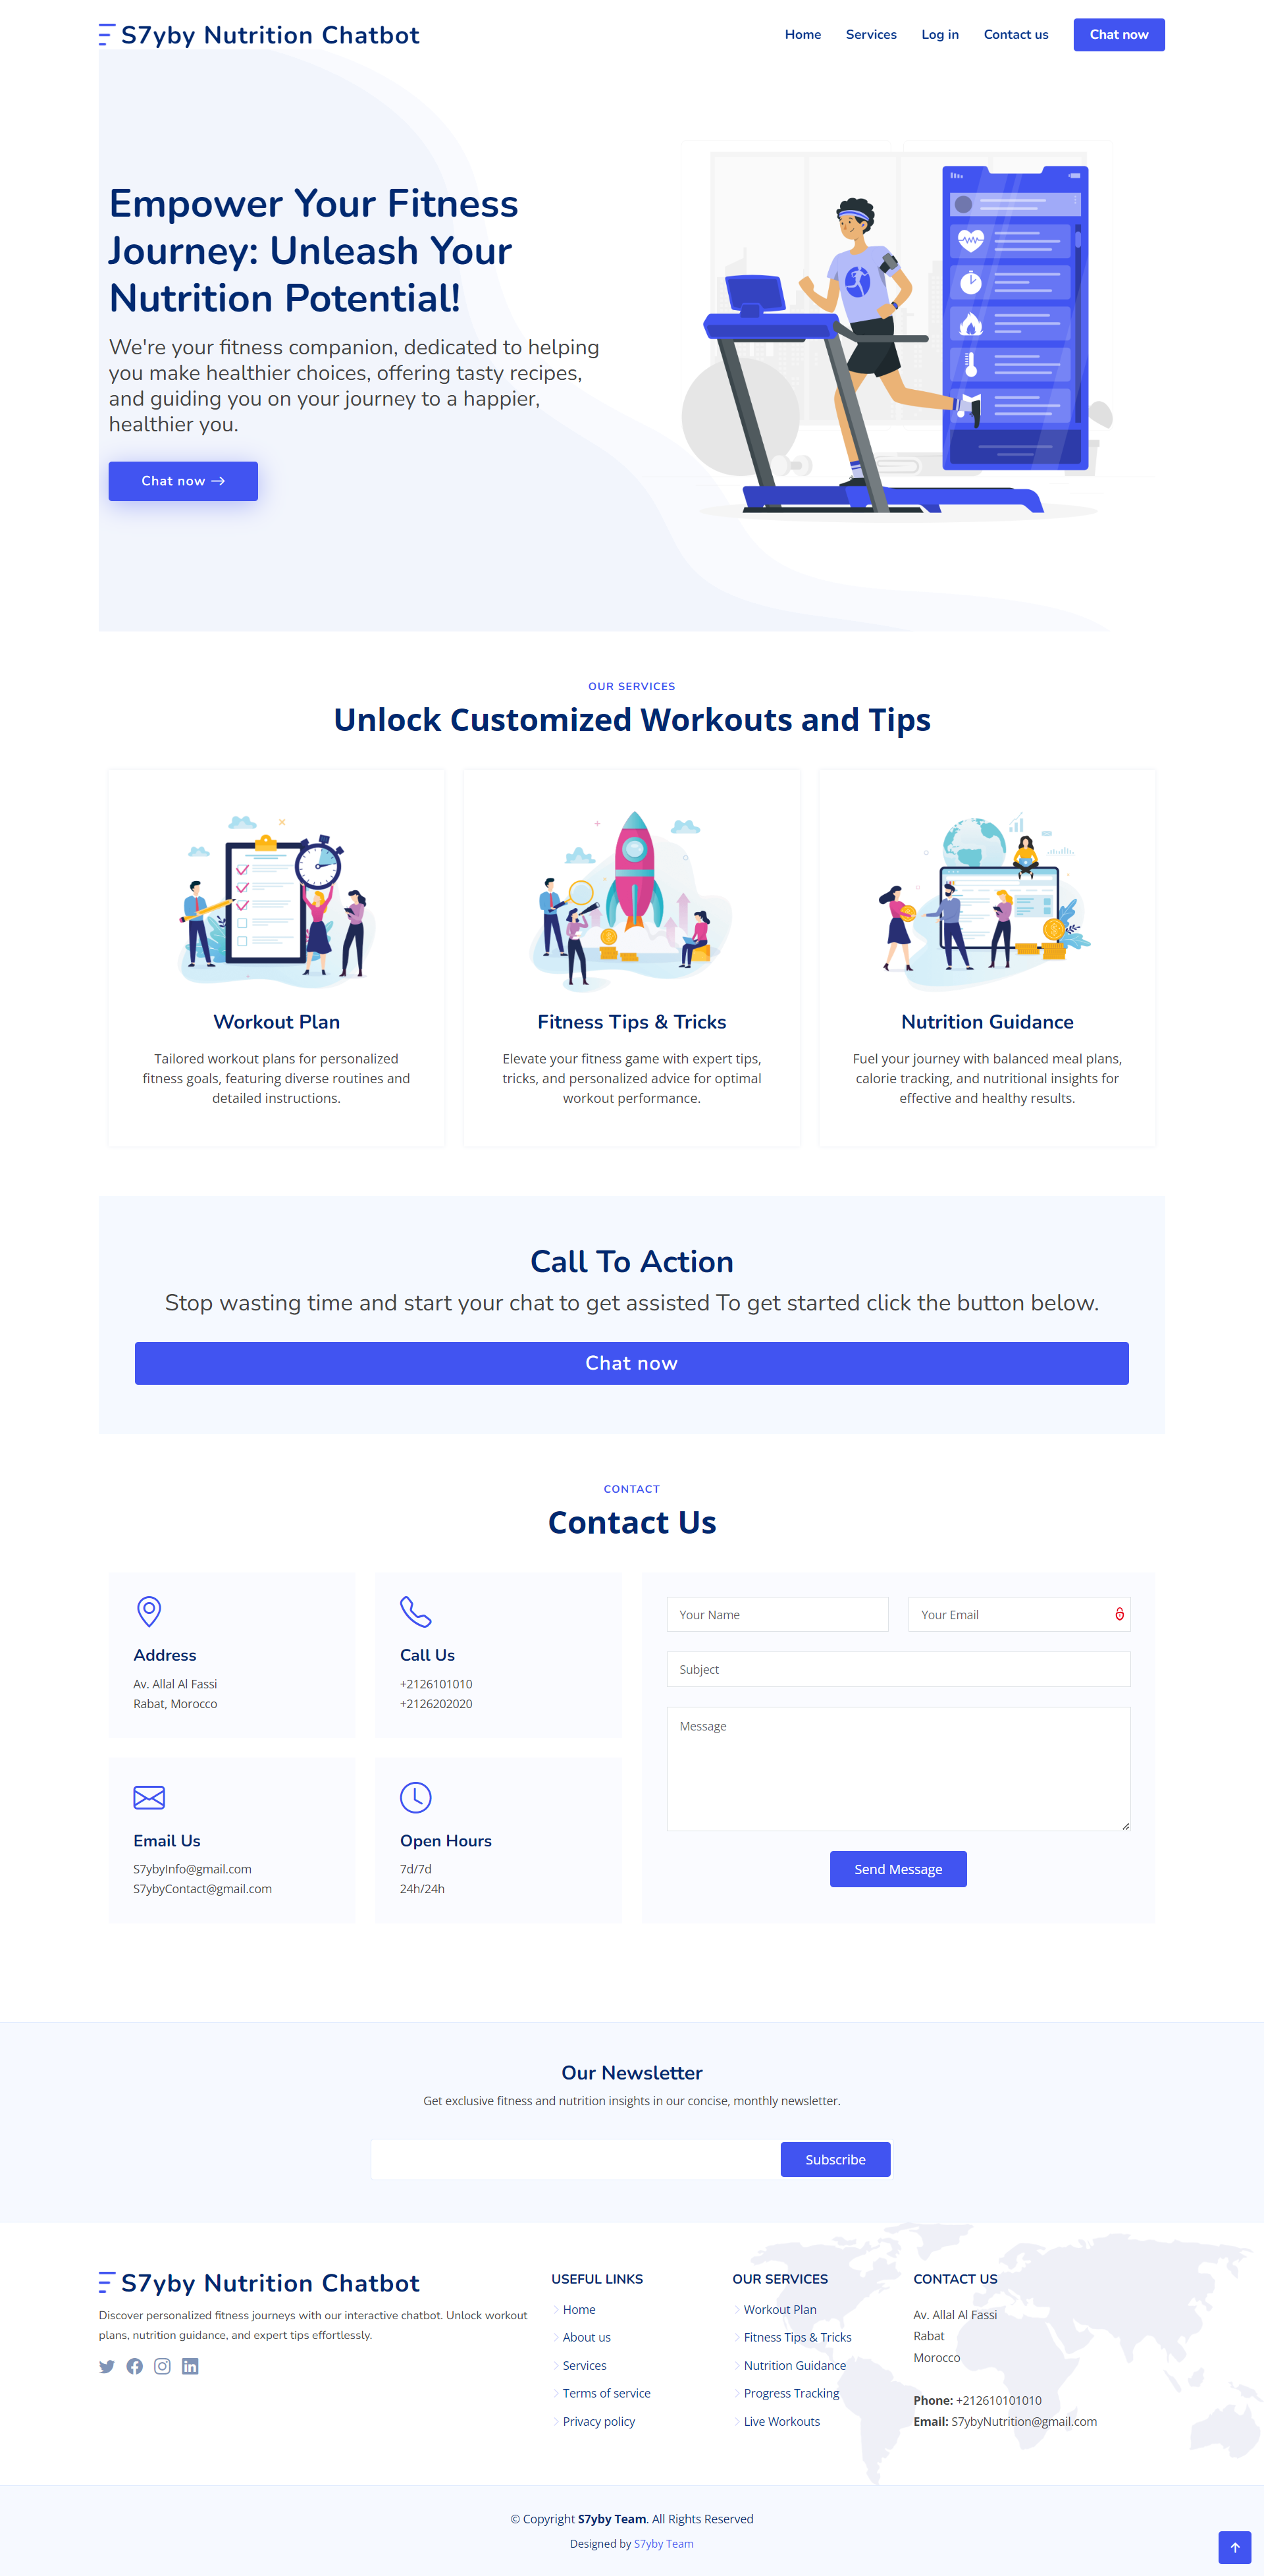 S7yby Nutrition Chatbot
Home
Services
Log in
Contact us
Chat now
Empower Your Fitness
Journey: Unleash Your
Nutrition Potential!
We're your fitness companion, dedicated to helping
you make healthier choices, offering tasty recipes,
and guiding you on your journey to a happier,
healthier you.
Chat now
OUR SERVICES
Unlock Customized Workouts and Tips
Workout Plan
Tailored workout plans for personalized
fitness goals, featuring diverse routines and
detailed instructions.
Fitness Tips & Tricks
Elevate your fitness game with expert tips,
tricks, and personalized advice for optimal
workout performance.
Nutrition Guidance
Fuel your journey with balanced meal plans,
calorie tracking, and nutritional insights for
effective and healthy results.
Call To Action
Stop wasting time and start your chat to get assisted To get started click the button below.
Chat now
CONTACT
Contact Us
Address
Av. Allal Al Fassi
Rabat, Morocco
Call Us
+2126101010
+2126202020
Email Us
S7ybyInfo@gmail.com
S7ybyContact@gmail.com
Open Hours
7d/7d
24h/24h
Your Name
Your Email
Subject
Message
Send Message
Our Newsletter
Get exclusive fitness and nutrition insights in our concise, monthly newsletter.
Subscribe
S7yby Nutrition Chatbot
Discover personalized fitness journeys with our interactive chatbot. Unlock workout
plans, nutrition guidance, and expert tips effortlessly.
USEFUL LINKS
Home
About us
Services
Terms of service
Privacy policy
OUR SERVICES
Workout Plan
Fitness Tips & Tricks
Nutrition Guidance
Progress Tracking
Live Workouts
CONTACT US
Av. Allal Al Fassi
Rabat
Morocco
Phone: +212610101010
Email: S7ybyNutrition@gmail.com
© Copyright S7yby Team. All Rights Reserved
Designed by S7yby Team